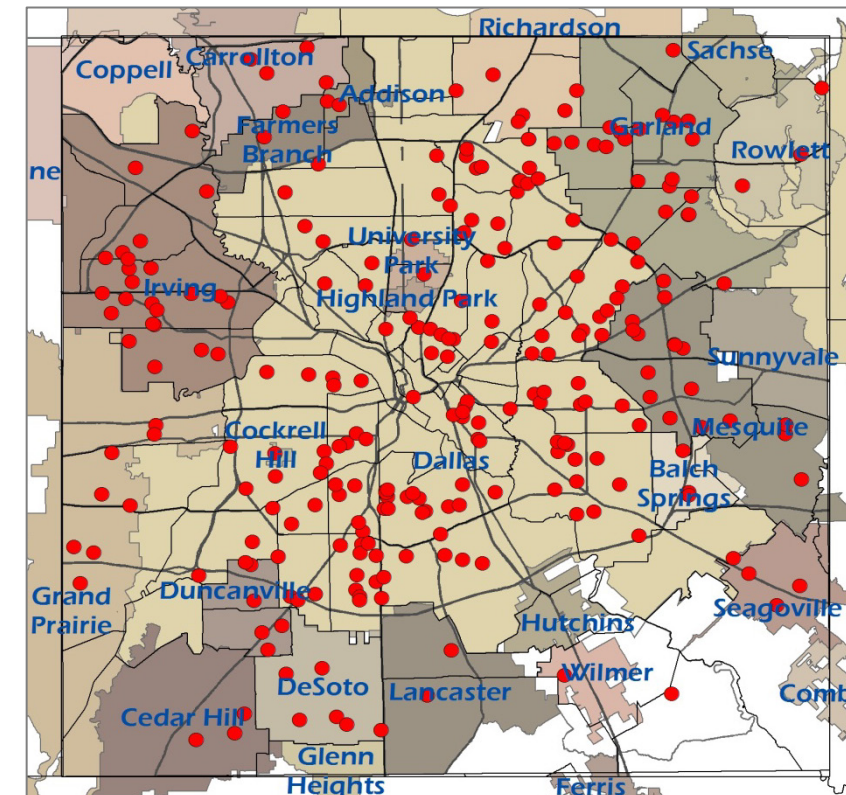 Richardson
Sachse
Carrollton
Coppell
Addison
Garland
Farmers
Branch
Rowlett
ne
University
Park
Irving
Highland Park
Sunnyvale
Cockrell
Hill
Mesquite
Dallas
Balch
Springs
Duncanville
Grand
Prairie
Seagoville
Hutchins
Wilmer
DeSoto
Lancaster
Comb
Cedar Hill
Glenn
Heights
Ferris